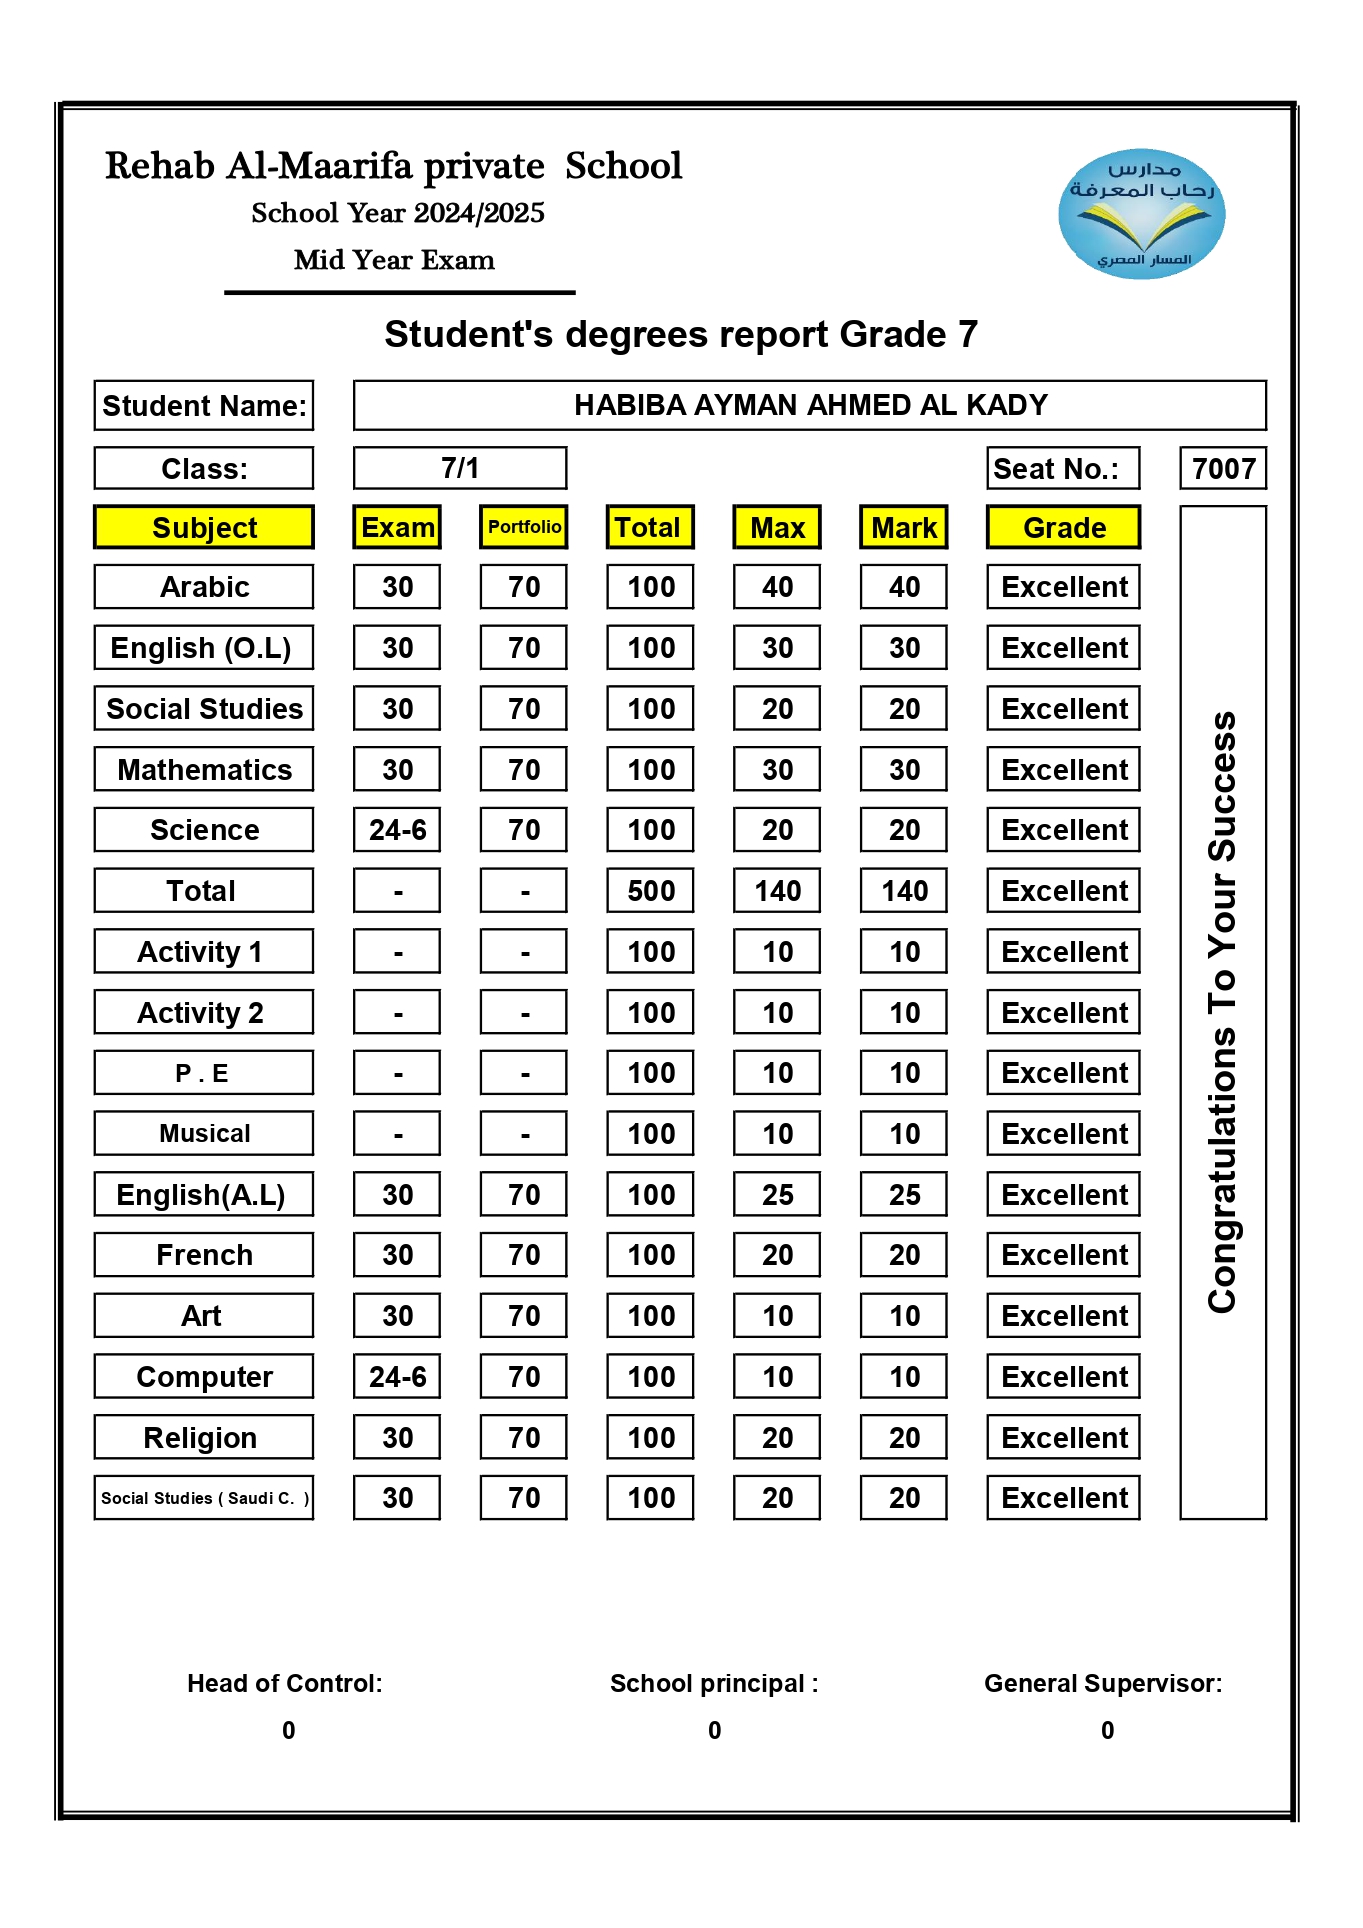 Rehab Al-Maarifa private School
School Year 2024/2025
Mid Year Exam
مدارس
رحاب المعرفة
المسار المصري
Student's degrees report Grade 7
Student Name: HABIBA AYMAN AHMED AL KADY
Class: 7/1 Seat No.: 7007
Subject Exam Portfolio Total Max Mark Grade
Arabic 30 70 100 40 40 Excellent
English (O.L) 30 70 100 30 30 Excellent
Social Studies 30 70 100 20 20 Excellent
Mathematics 30 70 100 30 30 Excellent
Science 24-6 70 100 20 20 Excellent
Total - - 500 140 140 Excellent
Activity 1 - - 100 10 10 Excellent
Activity 2 - - 100 10 10 Excellent
P . E - - 100 10 10 Excellent
Musical - - 100 10 10 Excellent
English(A.L) 30 70 100 25 25 Excellent
French 30 70 100 20 20 Excellent
Art 30 70 100 10 10 Excellent
Computer 24-6 70 100 10 10 Excellent
Religion 30 70 100 20 20 Excellent
Social Studies ( Saudi C. ) 30 70 100 20 20 Excellent
Congratulations To Your Success
Head of Control: School principal : General Supervisor:
0 0 0